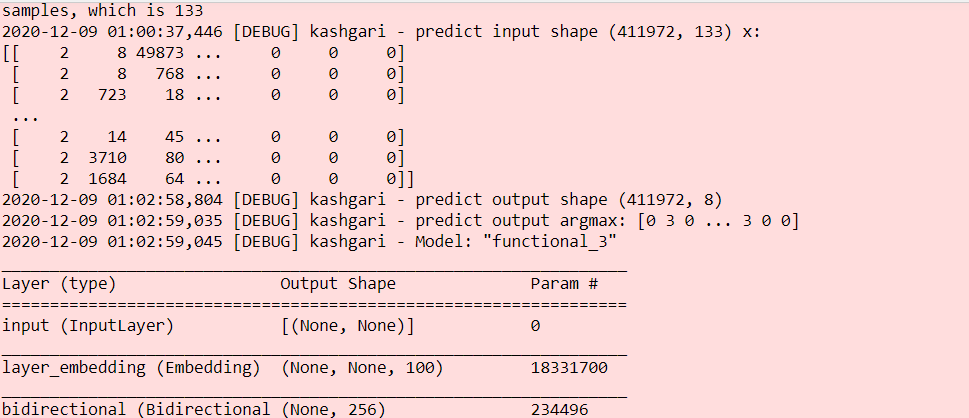 samples, which is 133
2020-12-09 01:00:37,446 [DEBUG] kashgari - predict input shape (411972, 133) x:
[[    2     8 49873 ...     0     0     0]
 [    2     8   768 ...     0     0     0]
 [    2   723    18 ...     0     0     0]
 ...
 [    2    14    45 ...     0     0     0]
 [    2  3710    80 ...     0     0     0]
 [    2  1684    64 ...     0     0     0]]
2020-12-09 01:02:58,804 [DEBUG] kashgari - predict output shape (411972, 8)
2020-12-09 01:02:59,035 [DEBUG] kashgari - predict output argmax: [0 3 0 ... 3 0 0]
2020-12-09 01:02:59,045 [DEBUG] kashgari - Model: "functional_3"
_________________________________________________________________
Layer (type)                 Output Shape              Param #
=================================================================
input (InputLayer)           [(None, None)]            0
_________________________________________________________________
layer_embedding (Embedding)  (None, None, 100)         18331700
_________________________________________________________________
bidirectional (Bidirectional (None, 256)               234496